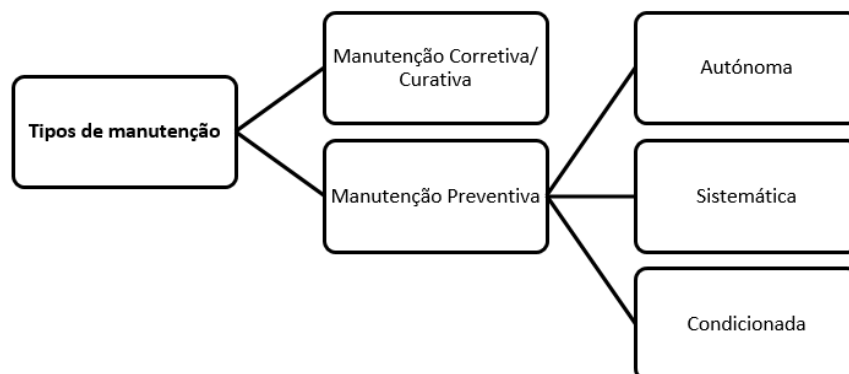 Tipos de manutenção
Manutenção Corretiva/
Curativa
Manutenção Preventiva
Autónoma
Sistemática
Condicionada